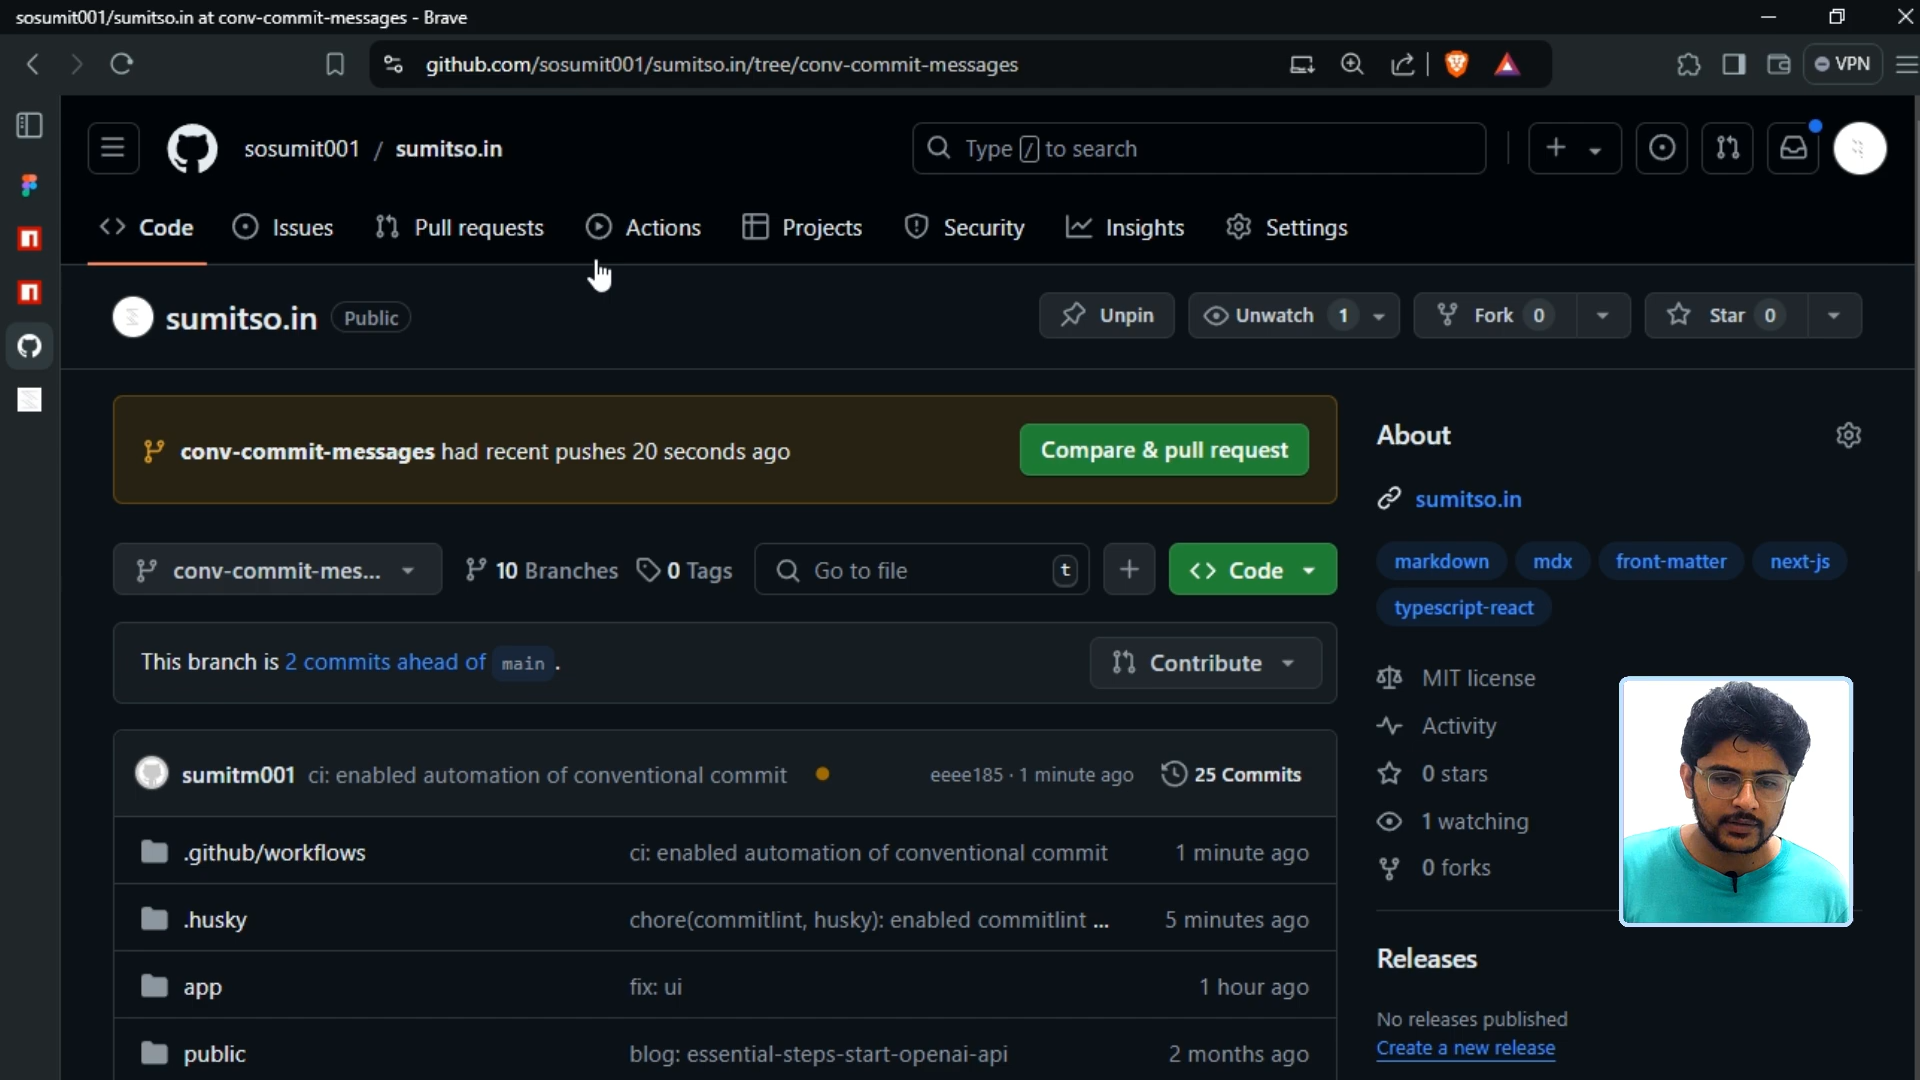 sosumit001/sumitso.in at conv-commit-messages - Brave
github.com/sosumit001/sumitso.in/tree/conv-commit-messages
VPN
sosumit001 / sumitso.in
Type / to search
Code
Issues
Pull requests
Actions
Projects
Security
Insights
Settings
sumitso.in
Public
Unpin
Unwatch 1
Fork 0
Star 0
conv-commit-messages had recent pushes 20 seconds ago
Compare & pull request
conv-commit-mes...
10 Branches
0 Tags
Go to file
t
Code
This branch is 2 commits ahead of main .
Contribute
sumitm001 ci: enabled automation of conventional commit
eeee185 · 1 minute ago
25 Commits
.github/workflows
ci: enabled automation of conventional commit
1 minute ago
.husky
chore(commitlint, husky): enabled commitlint ...
5 minutes ago
app
fix: ui
1 hour ago
public
blog: essential-steps-start-openai-api
2 months ago
About
sumitso.in
markdown
mdx
front-matter
next-js
typescript-react
MIT license
Activity
0 stars
1 watching
0 forks
Releases
No releases published
Create a new release